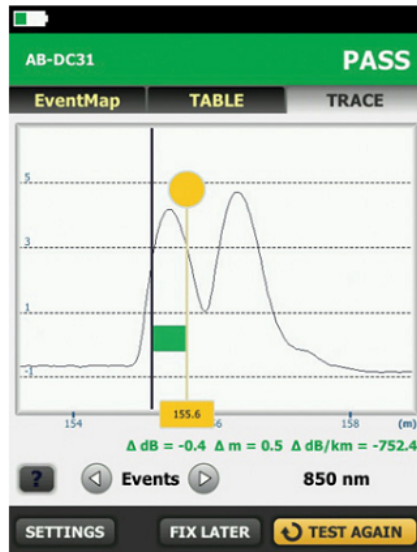 AB-DC31 PASS
EventMap TABLE TRACE
5
3
1
-1
154 155.6 56 158 (m)
Δ dB = -0.4 Δ m = 0.5 Δ dB/km = -752.4
? Events 850 nm
SETTINGS FIX LATER TEST AGAIN